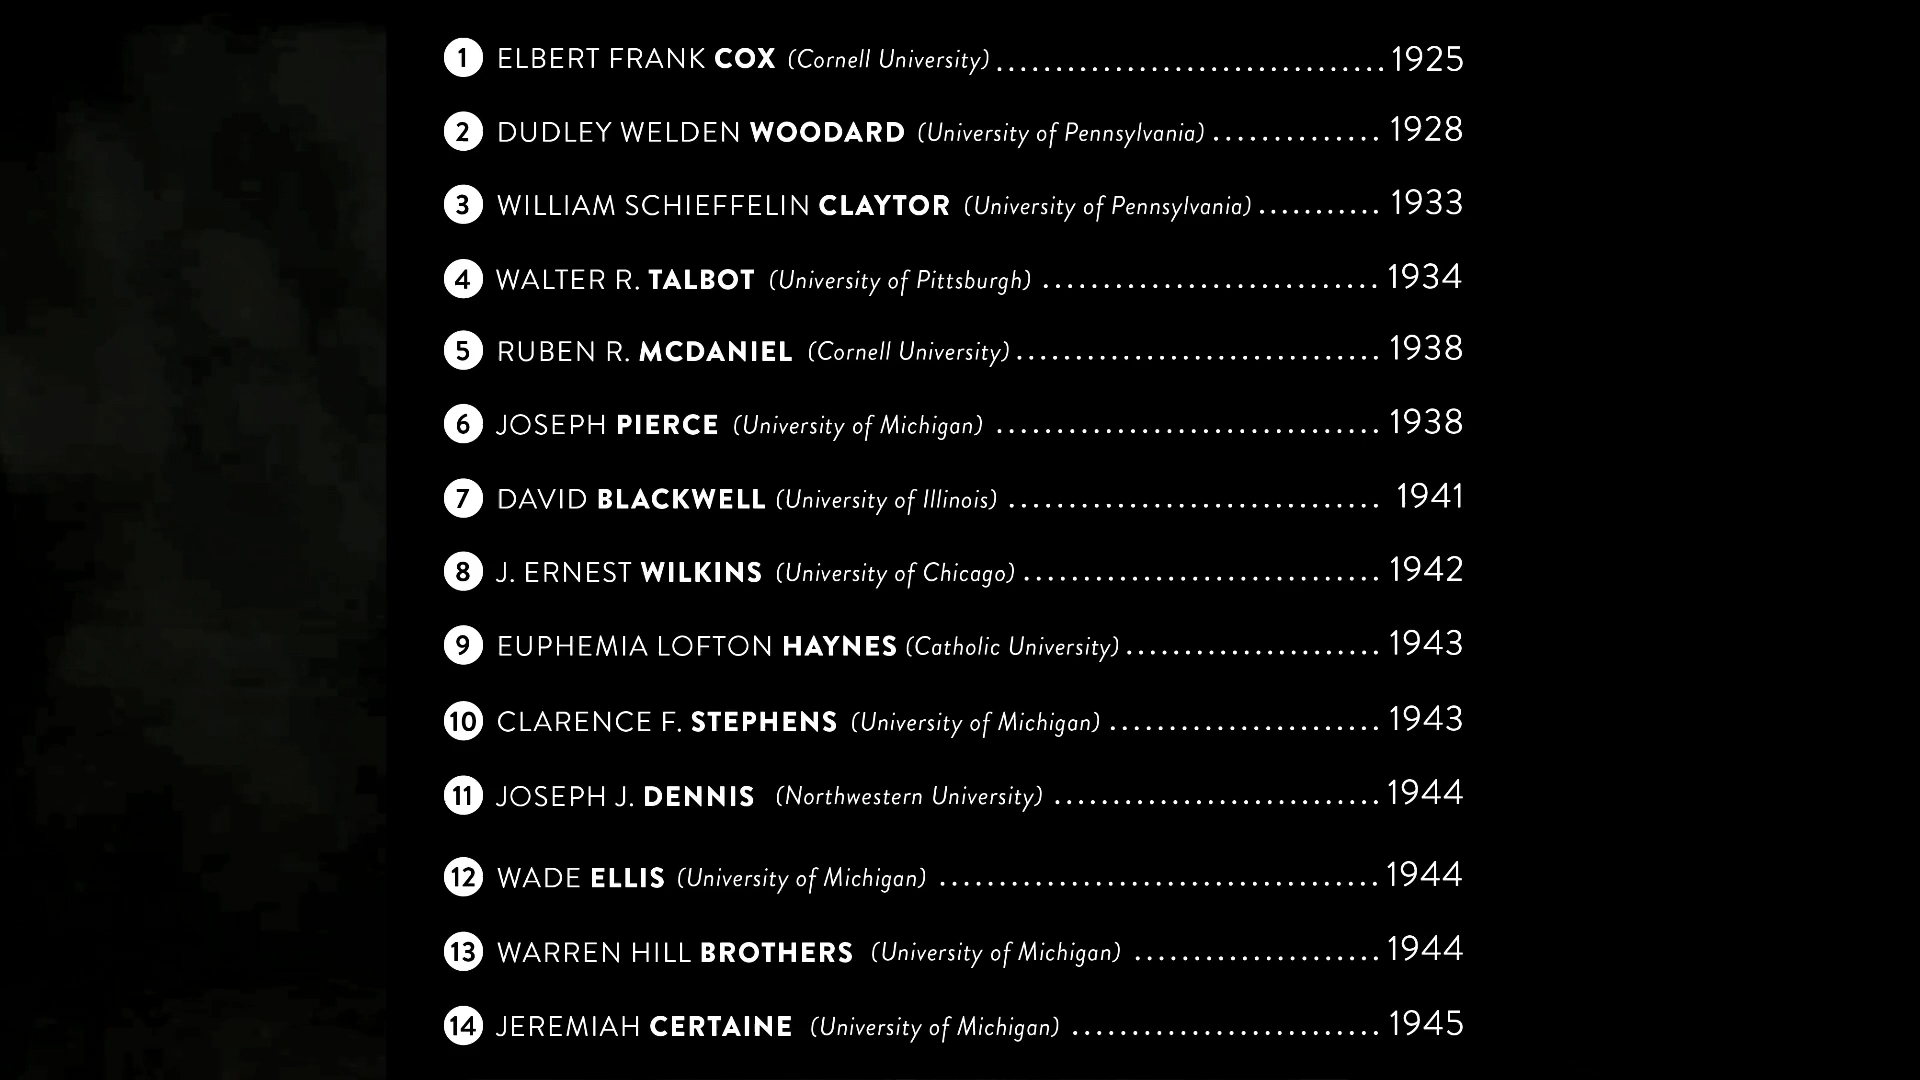 1 ELBERT FRANK COX (Cornell University)................................1925
2 DUDLEY WELDEN WOODARD (University of Pennsylvania)..............1928
3 WILLIAM SCHIEFFELIN CLAYTOR (University of Pennsylvania)...........1933
4 WALTER R. TALBOT (University of Pittsburgh)............................1934
5 RUBEN R. MCDANIEL (Cornell University)..............................1938
6 JOSEPH PIERCE (University of Michigan)................................1938
7 DAVID BLACKWELL (University of Illinois)...............................1941
8 J. ERNEST WILKINS (University of Chicago)..............................1942
9 EUPHEMIA LOFTON HAYNES (Catholic University).....................1943
10 CLARENCE F. STEPHENS (University of Michigan)......................1943
11 JOSEPH J. DENNIS (Northwestern University)...........................1944
12 WADE ELLIS (University of Michigan).....................................1944
13 WARREN HILL BROTHERS (University of Michigan)....................1944
14 JEREMIAH CERTAINE (University of Michigan)..........................1945